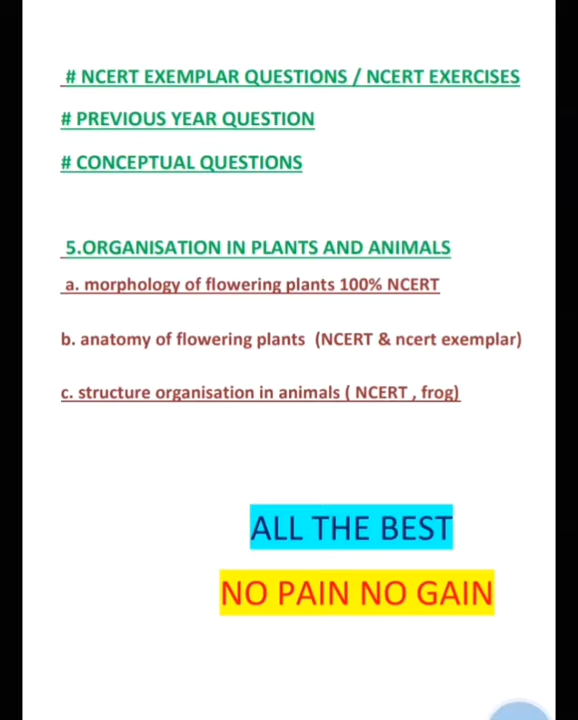 # NCERT EXEMPLAR QUESTIONS / NCERT EXERCISES
# PREVIOUS YEAR QUESTION
# CONCEPTUAL QUESTIONS
5.ORGANISATION IN PLANTS AND ANIMALS
a. morphology of flowering plants 100% NCERT
b. anatomy of flowering plants (NCERT & ncert exemplar)
c. structure organisation in animals ( NCERT , frog)
ALL THE BEST
NO PAIN NO GAIN